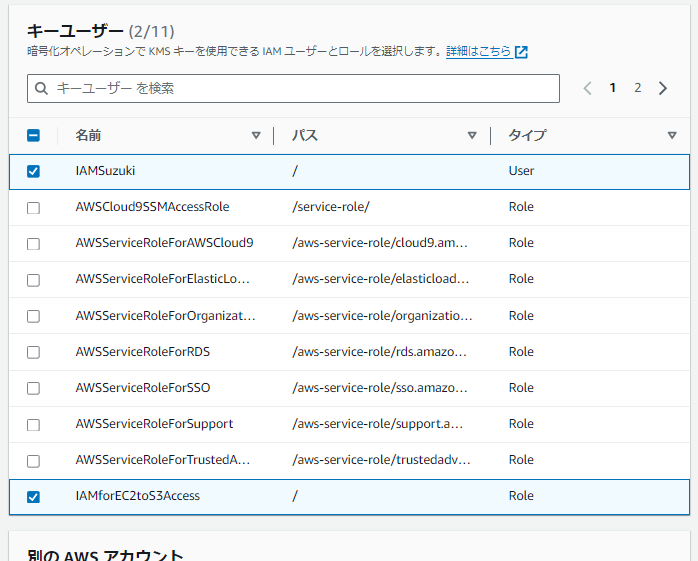 キーユーザー (2/11)
暗号化オペレーションで KMS キーを使用できる IAM ユーザーとロールを選択します。詳細はこちら
キーユーザー を検索
1 2
名前 パス タイプ
IAMSuzuki / User
AWSCloud9SSMAccessRole /service-role/ Role
AWSServiceRoleForAWSCloud9 /aws-service-role/cloud9.am… Role
AWSServiceRoleForElasticLo… /aws-service-role/elasticload… Role
AWSServiceRoleForOrganizat… /aws-service-role/organizatio… Role
AWSServiceRoleForRDS /aws-service-role/rds.amazo… Role
AWSServiceRoleForSSO /aws-service-role/sso.amazo… Role
AWSServiceRoleForSupport /aws-service-role/support.a… Role
AWSServiceRoleForTrustedA… /aws-service-role/trustedadv… Role
IAMforEC2toS3Access / Role
別の AWS アカウント